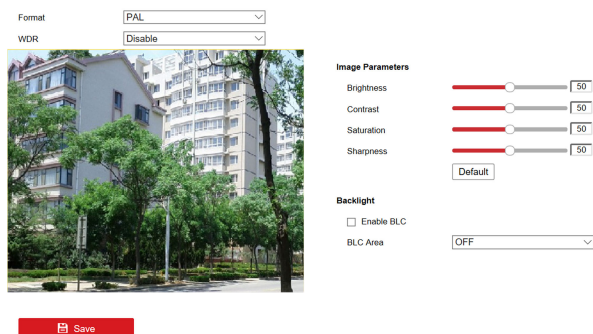 Format PAL
WDR Disable
Image Parameters
Brightness 50
Contrast 50
Saturation 50
Sharpness 50
Default
Backlight
Enable BLC
BLC Area OFF
Save